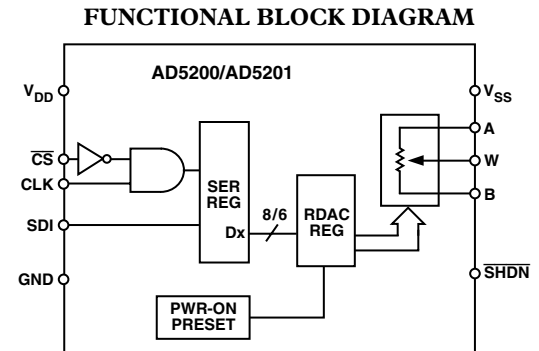 FUNCTIONAL BLOCK DIAGRAM
AD5200/AD5201
VDD
VSS
A
CS
W
CLK
SER
REG
B
8/6
RDAC
REG
SDI
Dx
GND
SHDN
PWR-ON
PRESET